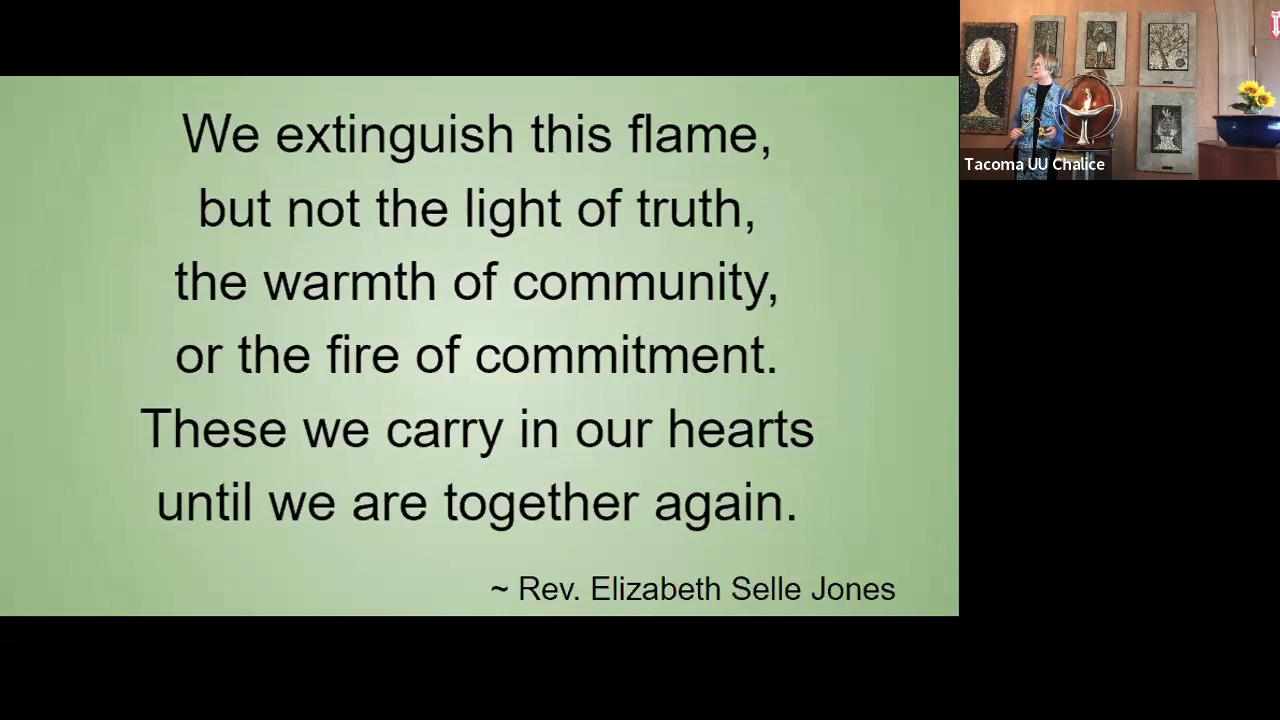 We extinguish this flame,
but not the light of truth,
the warmth of community,
or the fire of commitment.
These we carry in our hearts
until we are together again.
~ Rev. Elizabeth Selle Jones
Tacoma UU Chalice